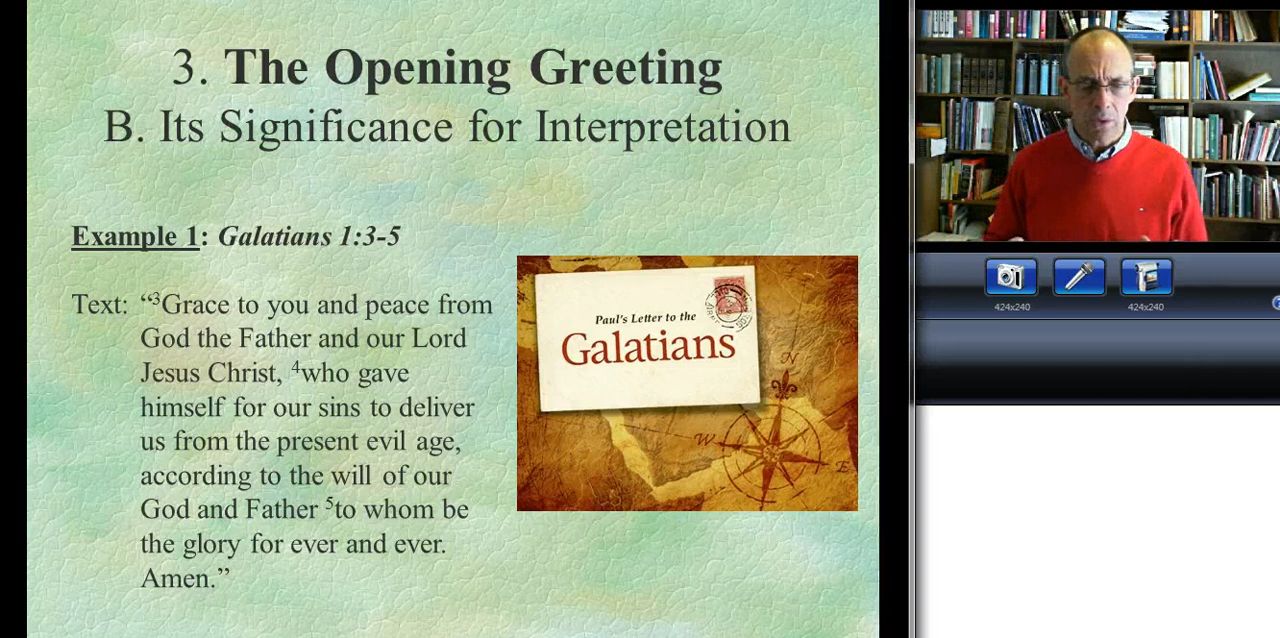 3. The Opening Greeting
B. Its Significance for Interpretation
Example 1: Galatians 1:3-5
Text: “3Grace to you and peace from
God the Father and our Lord
Jesus Christ, 4who gave
himself for our sins to deliver
us from the present evil age,
according to the will of our
God and Father 5to whom be
the glory for ever and ever.
Amen.”
Paul's Letter to the
Galatians
N
W
E
424x240
424x240